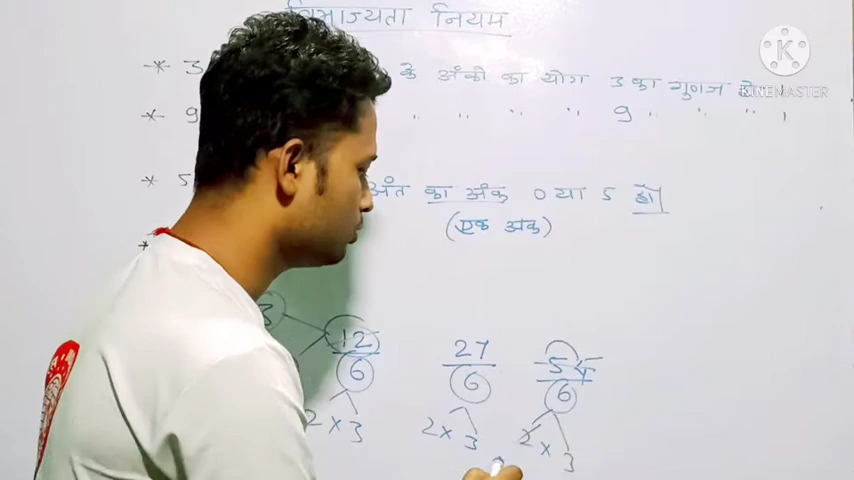 विभाज्यता नियम
* 3 के अंको का योग 3 का गुणज
* 9 " " " " 9 " " " ।
* 5 अंत का अंक 0 या 5 हो
(एक अंक)
*
3 12 27 54
6 6 6
2 x 3 2 x 3 2 x 3
K
KINEMASTER